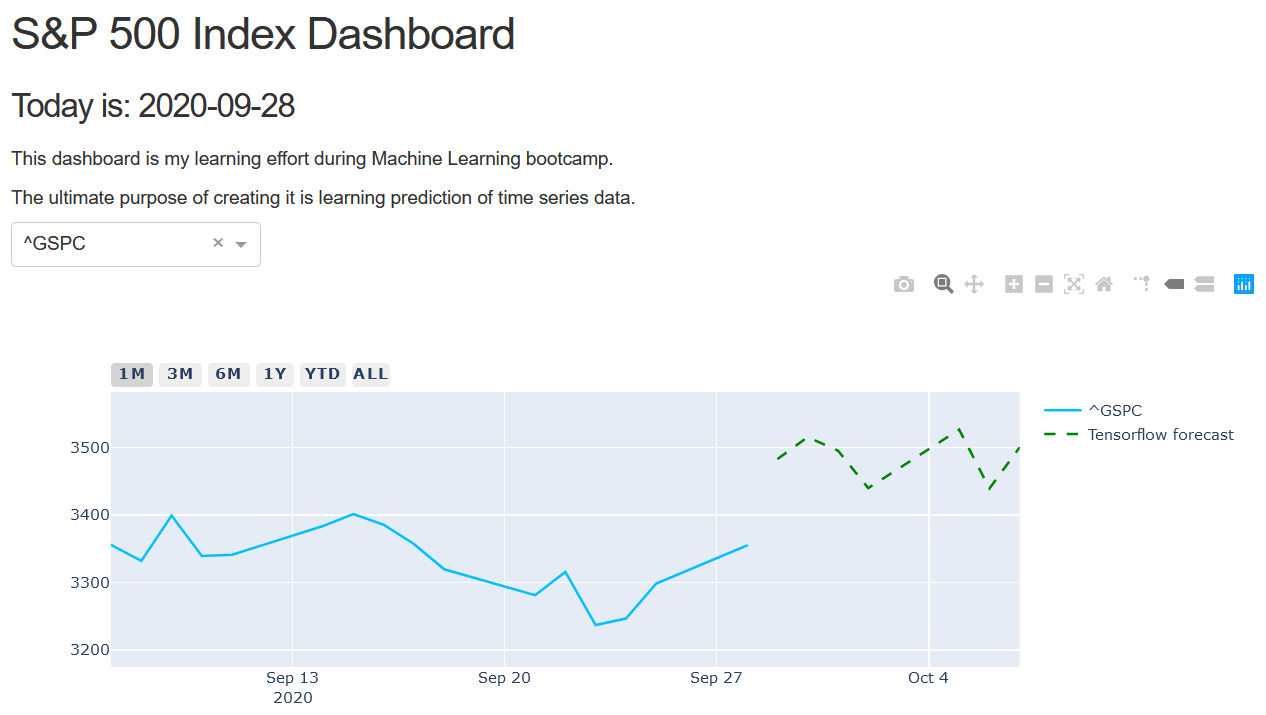 S&P 500 Index Dashboard
Today is: 2020-09-28
This dashboard is my learning effort during Machine Learning bootcamp.
The ultimate purpose of creating it is learning prediction of time series data.
^GSPC ×
1M 3M 6M 1Y YTD ALL
^GSPC
Tensorflow forecast
3500
3400
3300
3200
Sep 13 Sep 20 Sep 27 Oct 4
2020